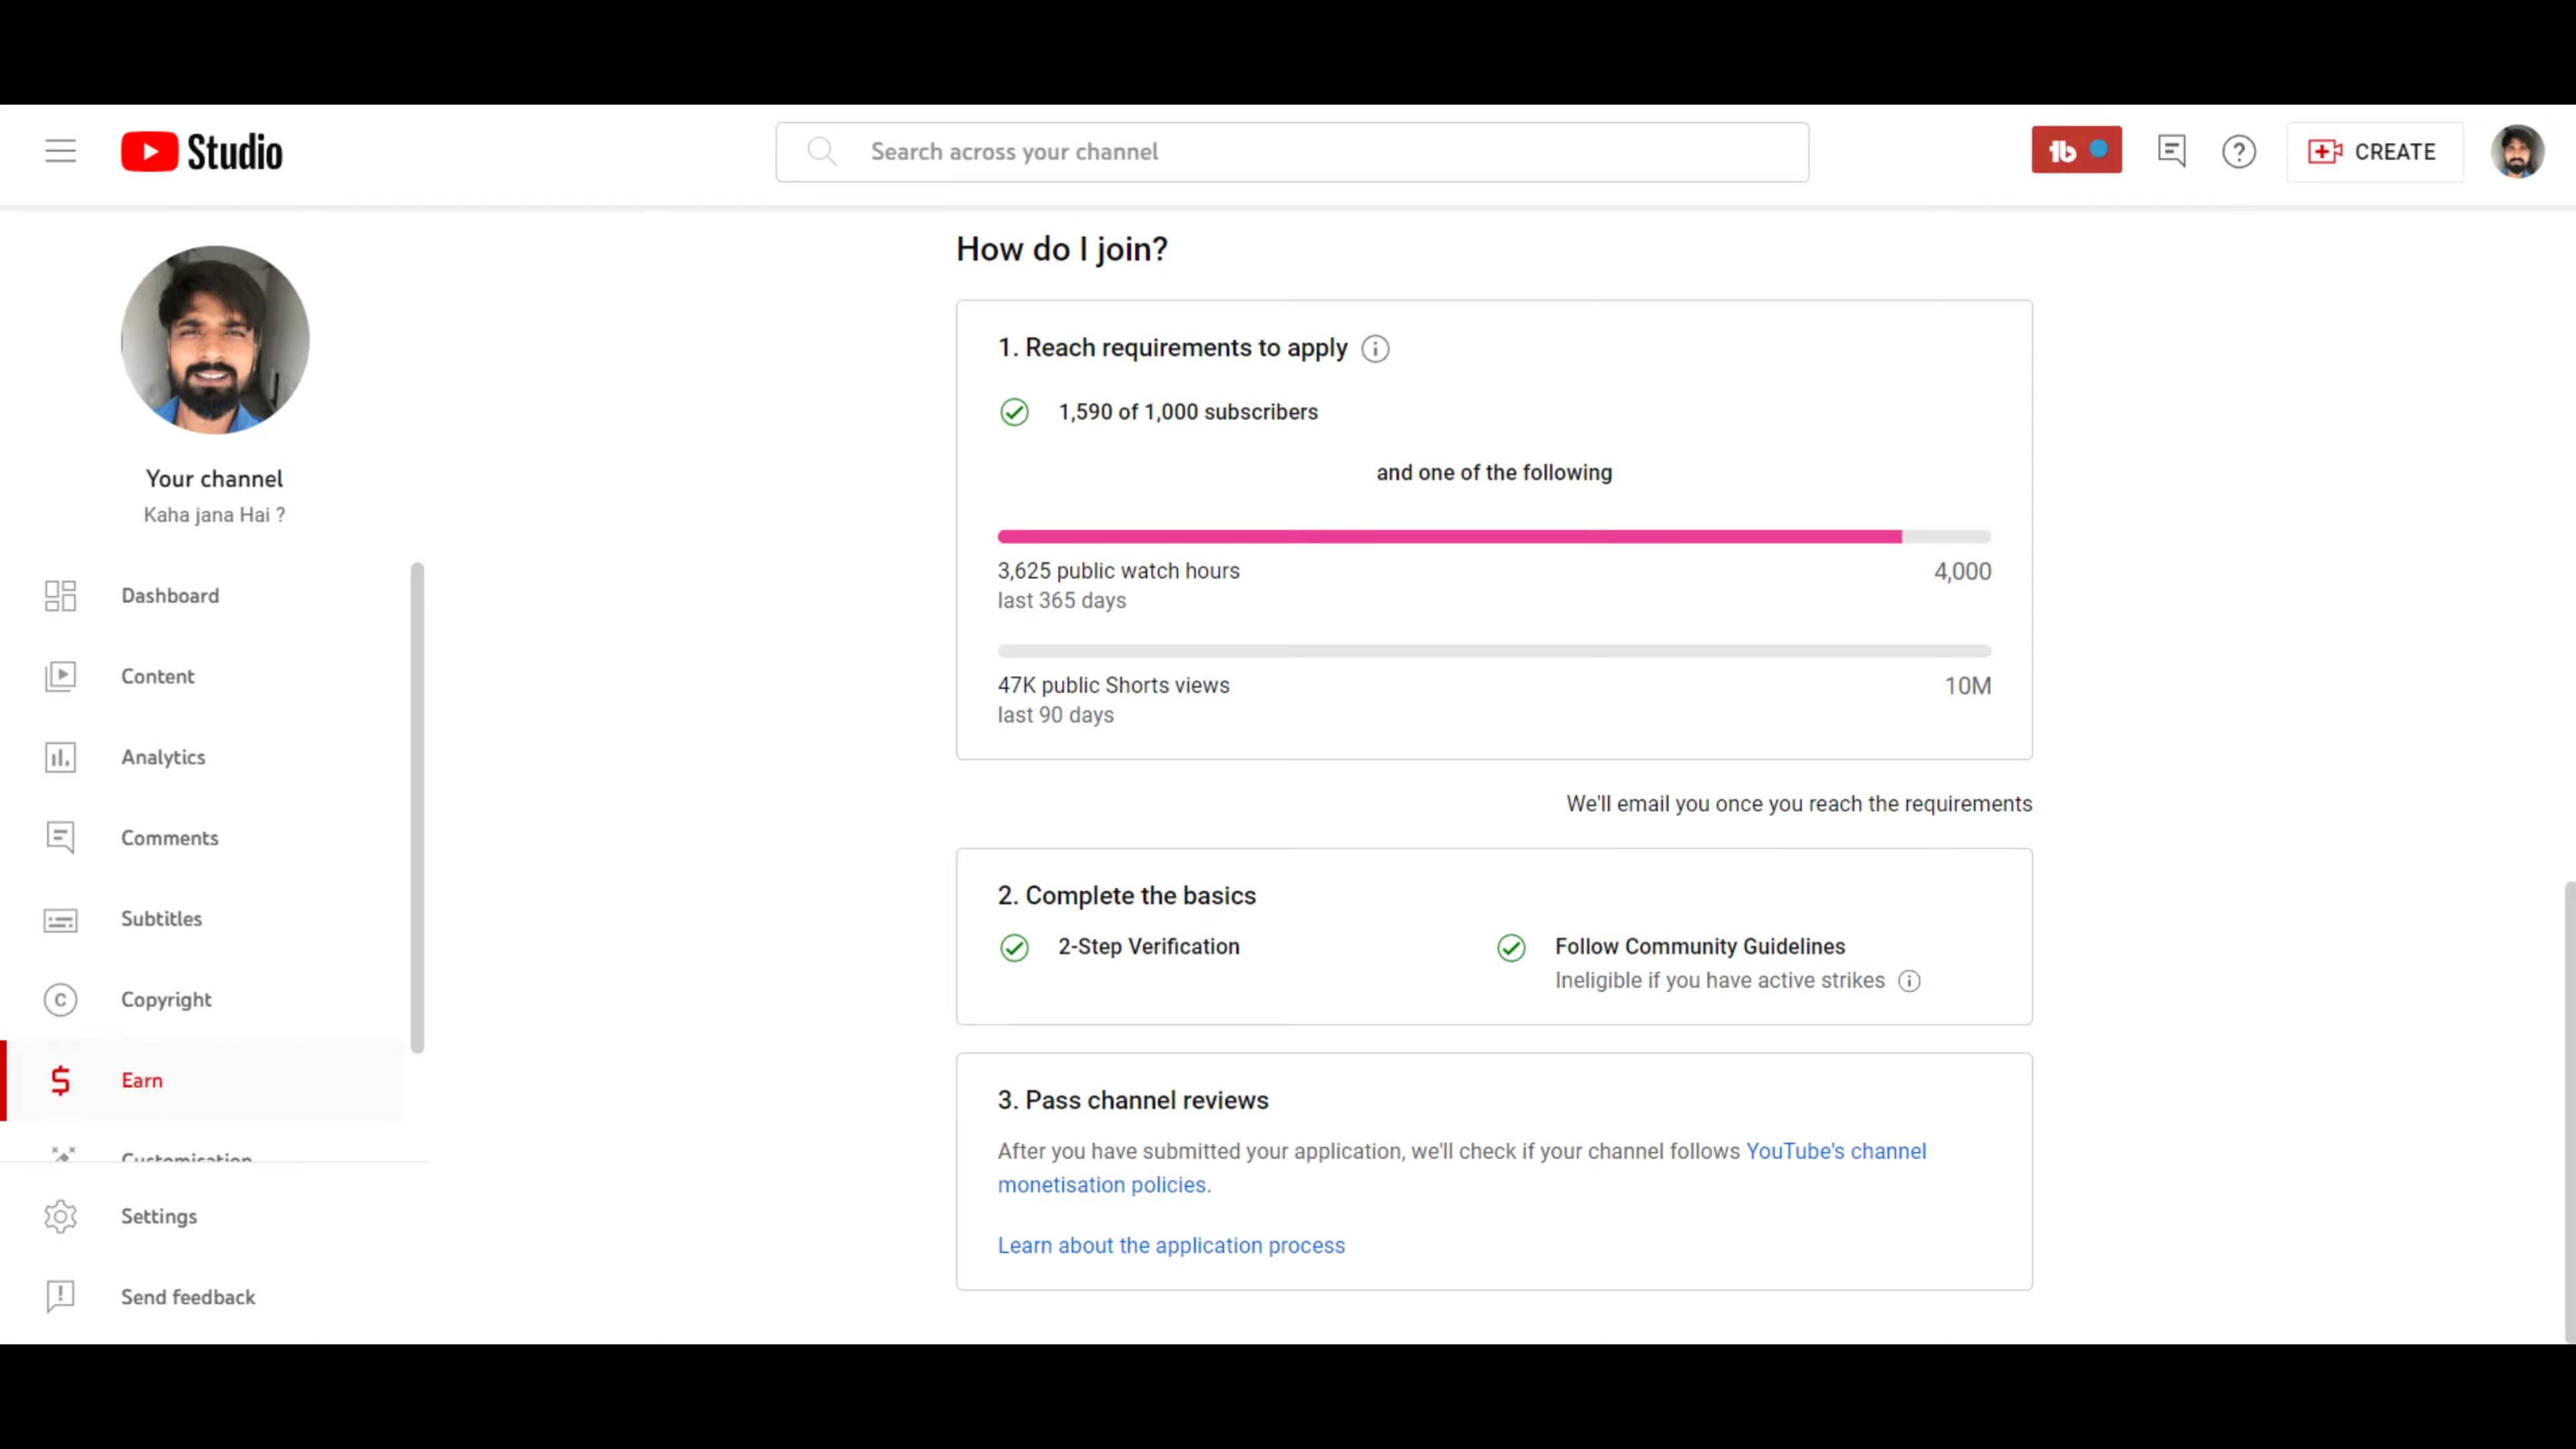 Studio
Search across your channel
CREATE
Your channel
Kaha jana Hai ?
Dashboard
Content
Analytics
Comments
Subtitles
Copyright
Earn
Customisation
Settings
Send feedback
How do I join?
1. Reach requirements to apply
1,590 of 1,000 subscribers
and one of the following
3,625 public watch hours 4,000
last 365 days
47K public Shorts views 10M
last 90 days
We'll email you once you reach the requirements
2. Complete the basics
2-Step Verification
Follow Community Guidelines
Ineligible if you have active strikes
3. Pass channel reviews
After you have submitted your application, we'll check if your channel follows YouTube's channel
monetisation policies.
Learn about the application process